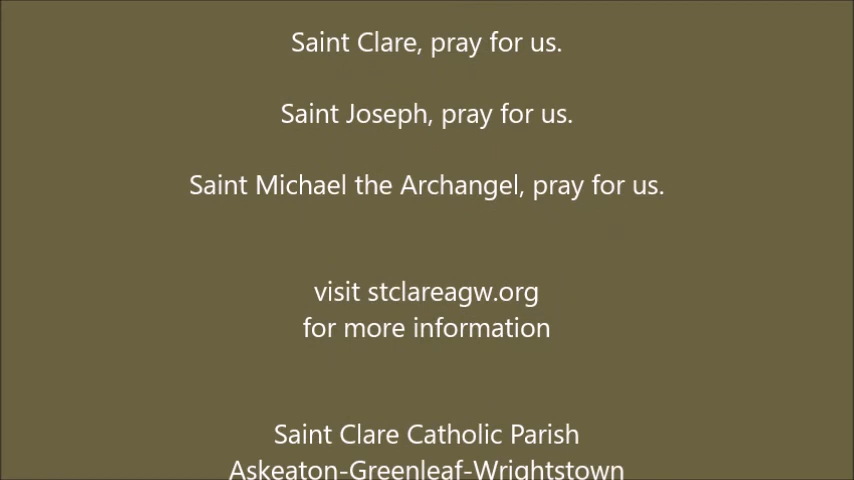 Saint Clare, pray for us.
Saint Joseph, pray for us.
Saint Michael the Archangel, pray for us.
visit stclareagw.org
for more information
Saint Clare Catholic Parish
Askeaton-Greenleaf-Wrightstown